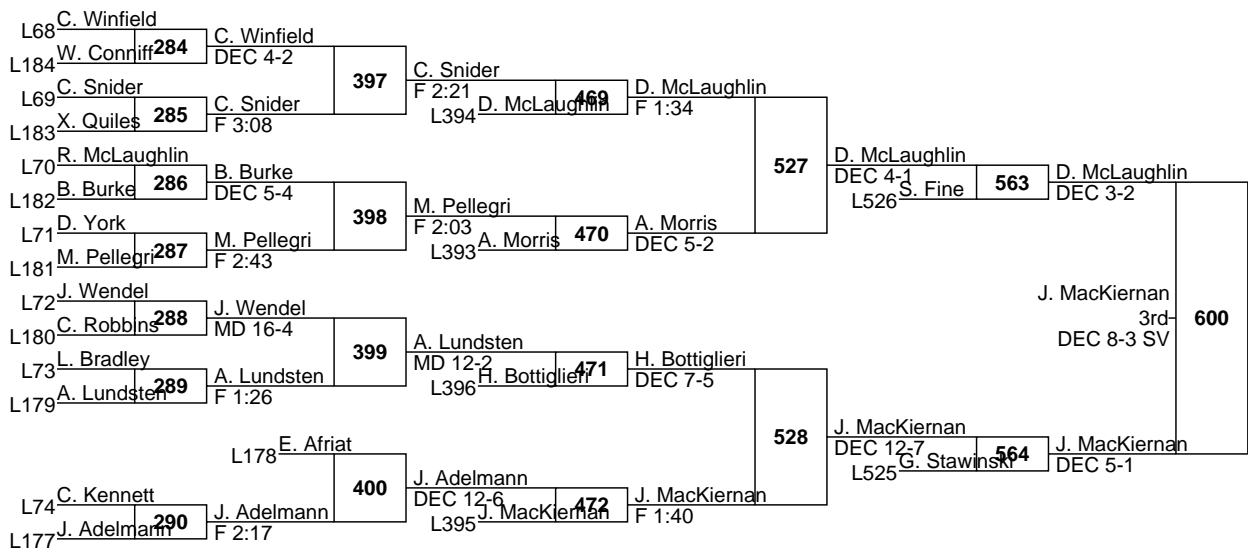 C. Winfield
L68
284
C. Winfield
W. Conniff
DEC 4-2
L184
397
C. Snider
C. Snider
F 2:21
469
D. McLaughlin
L69
285
C. Snider
D. McLaughlin
F 1:34
X. Quiles
F 3:08
L394
L183
527
R. McLaughlin
D. McLaughlin
L70
286
B. Burke
DEC 4-1
563
D. McLaughlin
B. Burke
DEC 5-4
S. Fine
DEC 3-2
L182
L526
398
M. Pellegri
D. York
F 2:03
470
A. Morris
L71
287
M. Pellegri
A. Morris
DEC 5-2
M. Pellegri
F 2:43
L393
L181
J. Wendel
J. MacKiernan
L72
288
J. Wendel
3rd
600
C. Robbins
MD 16-4
DEC 8-3 SV
L180
399
A. Lundsten
L. Bradley
MD 12-2
471
H. Bottiglieri
L73
289
A. Lundsten
H. Bottiglieri
DEC 7-5
A. Lundsten
F 1:26
L396
L179
528
E. Afriat
J. MacKiernan
L178
DEC 12-7
564
J. MacKiernan
G. Stawinski
DEC 5-1
L525
400
J. Adelmann
C. Kennett
DEC 12-6
472
J. MacKiernan
L74
290
J. Adelmann
J. MacKiernan
F 1:40
J. Adelmann
F 2:17
L395
L177